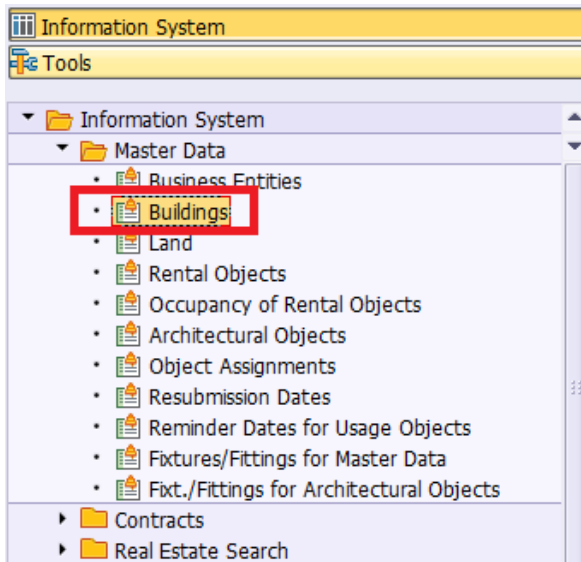 Information System
Tools
Information System
Master Data
Business Entities
Buildings
Land
Rental Objects
Occupancy of Rental Objects
Architectural Objects
Object Assignments
Resubmission Dates
Reminder Dates for Usage Objects
Fixtures/Fittings for Master Data
Fixt./Fittings for Architectural Objects
Contracts
Real Estate Search